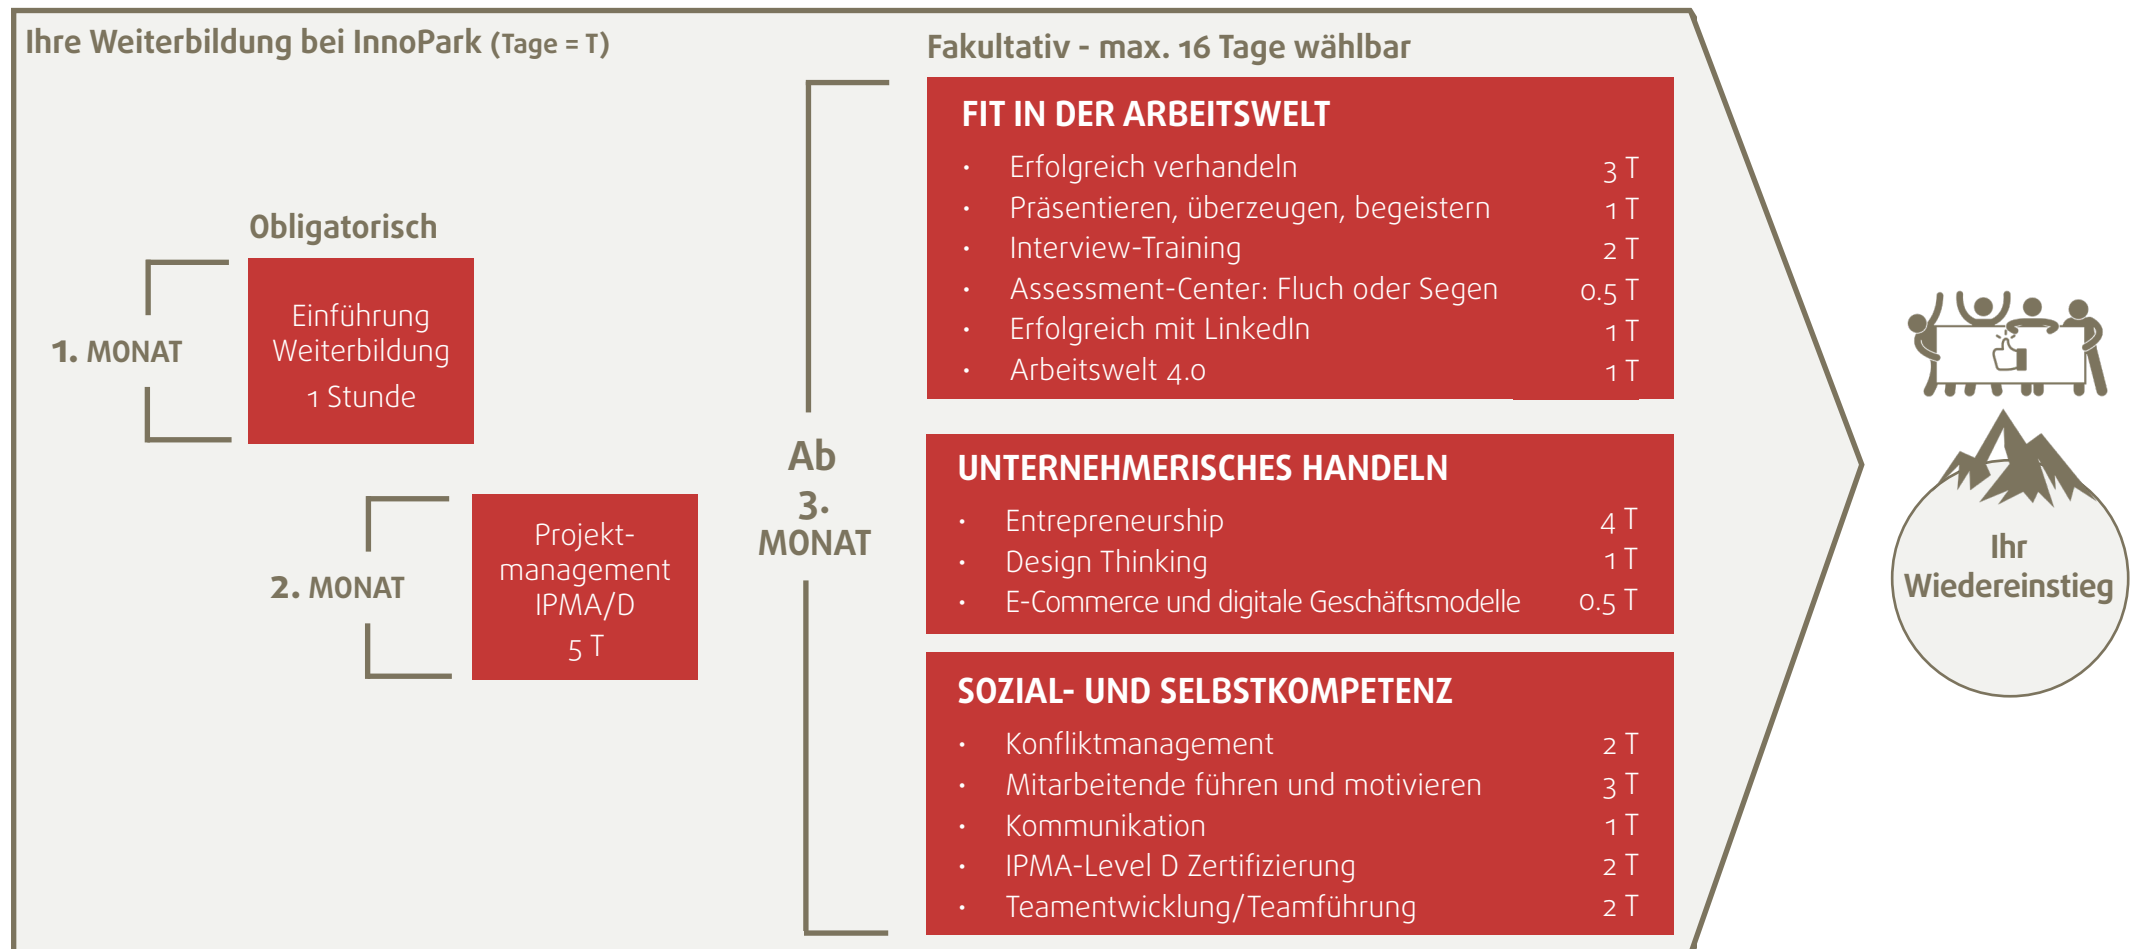 Ihre Weiterbildung bei InnoPark (Tage = T)
Obligatorisch
1. MONAT
Einführung
Weiterbildung
1 Stunde
2. MONAT
Projekt-
management
IPMA/D
5 T
Ab
3.
MONAT
Fakultativ - max. 16 Tage wählbar
FIT IN DER ARBEITSWELT
• Erfolgreich verhandeln 3 T
• Präsentieren, überzeugen, begeistern 1 T
• Interview-Training 2 T
• Assessment-Center: Fluch oder Segen 0.5 T
• Erfolgreich mit LinkedIn 1 T
• Arbeitswelt 4.0 1 T
UNTERNEHMERISCHES HANDELN
• Entrepreneurship 4 T
• Design Thinking 1 T
• E-Commerce und digitale Geschäftsmodelle 0.5 T
SOZIAL- UND SELBSTKOMPETENZ
• Konfliktmanagement 2 T
• Mitarbeitende führen und motivieren 3 T
• Kommunikation 1 T
• IPMA-Level D Zertifizierung 2 T
• Teamentwicklung/Teamführung 2 T
Ihr
Wiedereinstieg